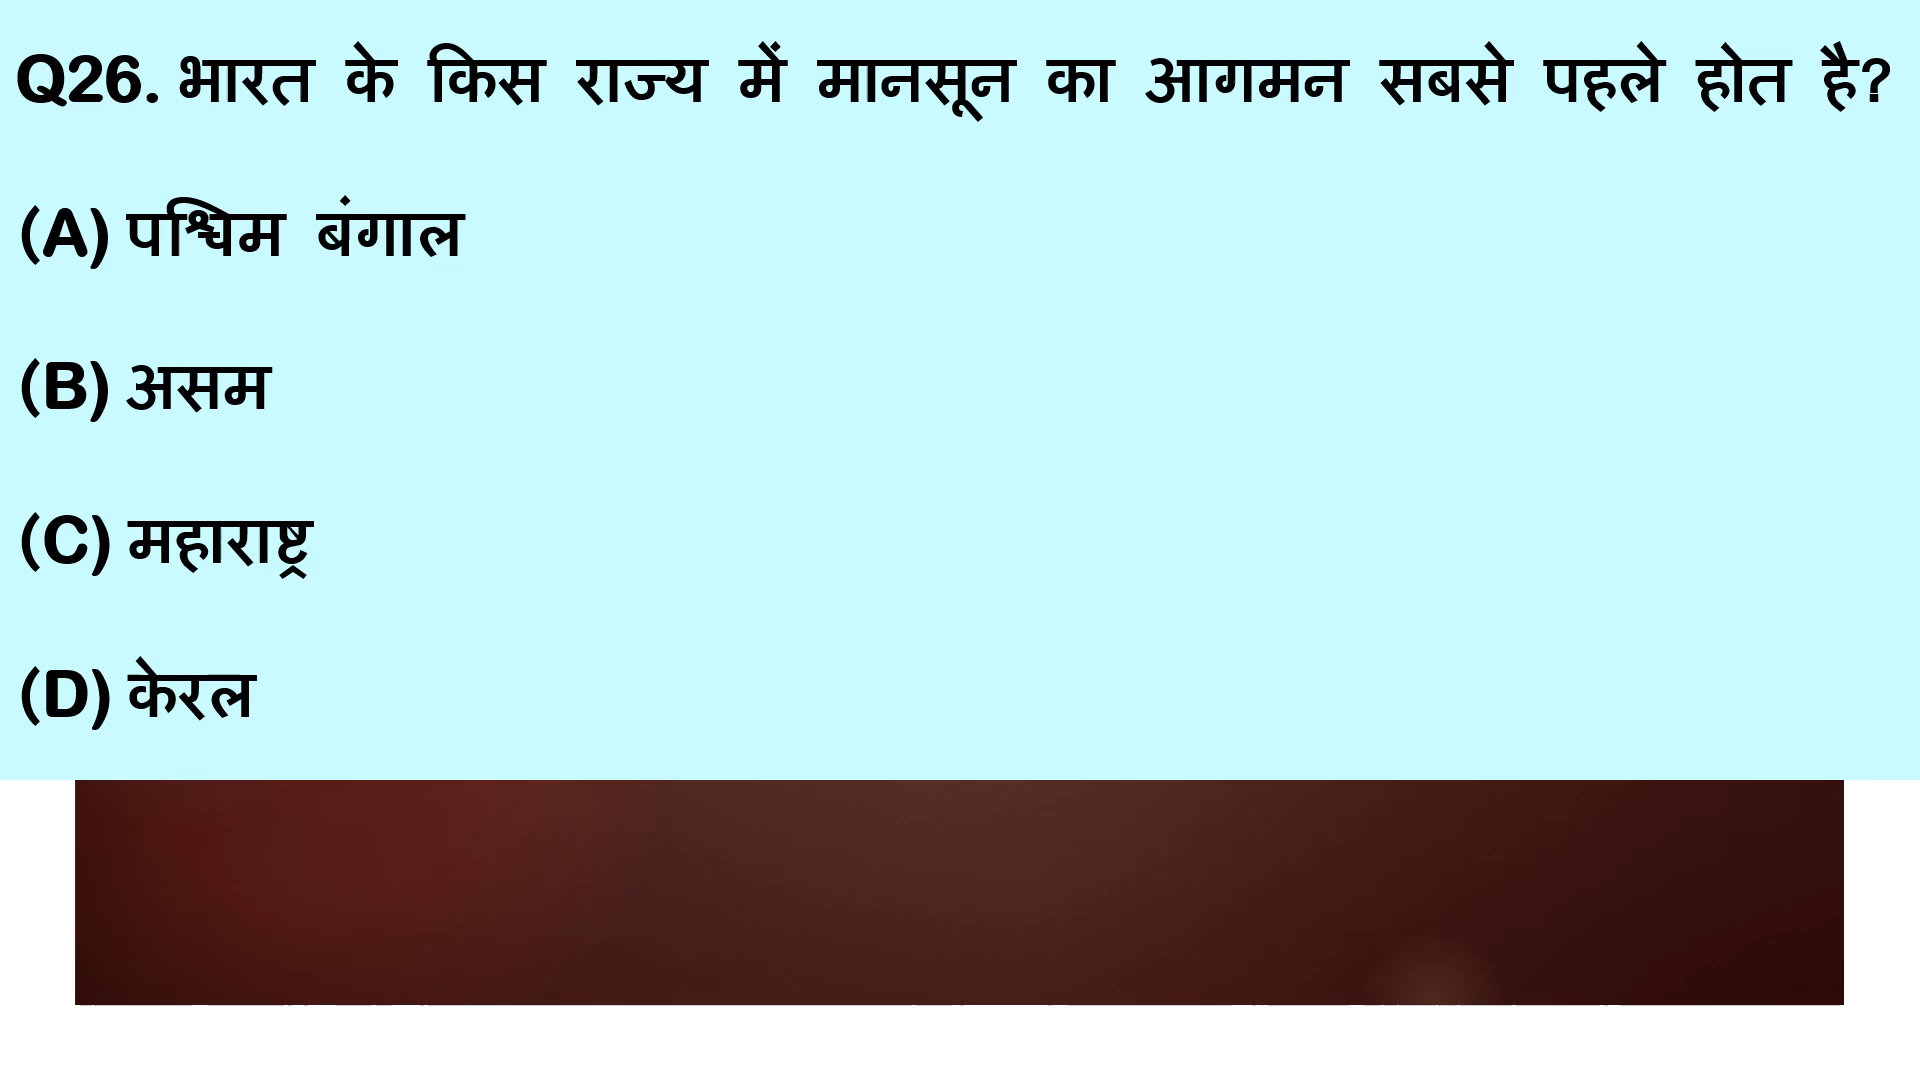 Q26. भारत के किस राज्य में मानसून का आगमन सबसे पहले होत है?
(A) पश्चिम बंगाल
(B) असम
(C) महाराष्ट्र
(D) केरल